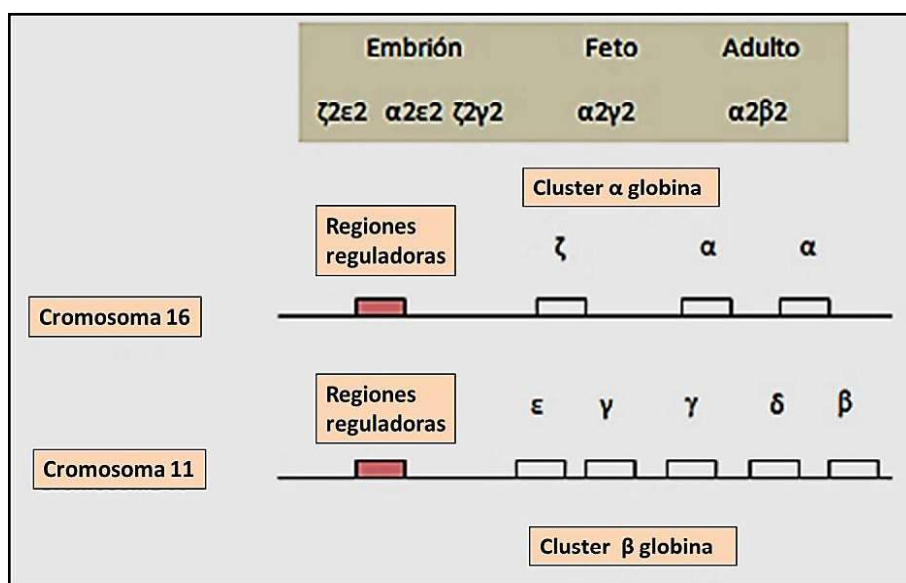 Embrión Feto Adulto
ζ2ε2 α2ε2 ζ2γ2 α2γ2 α2β2
Cluster α globina
Regiones
reguladoras
ζ α α
Cromosoma 16
Regiones
reguladoras
ε γ γ δ β
Cromosoma 11
Cluster β globina